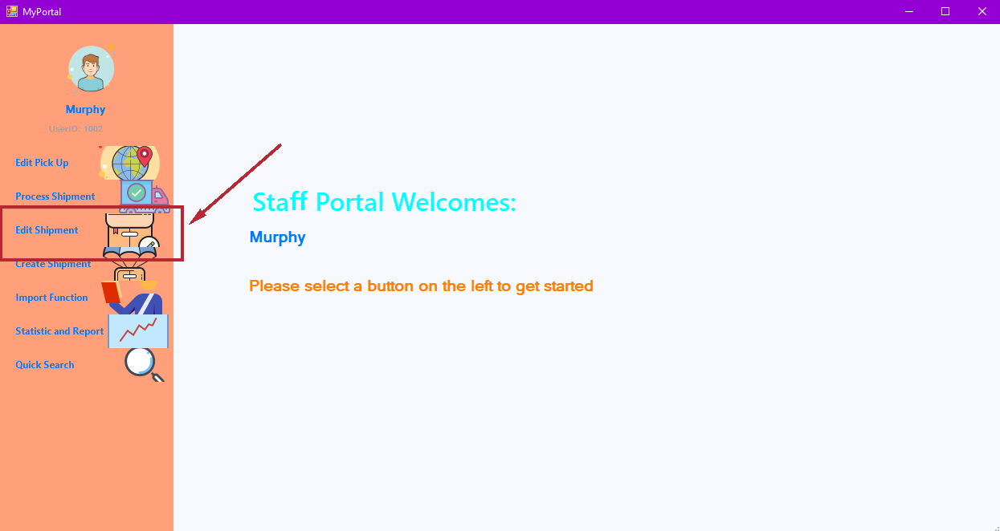 MyPortal
Murphy
UserID: 1002
Edit Pick Up
Process Shipment
Edit Shipment
Create Shipment
Import Function
Statistic and Report
Quick Search
Staff Portal Welcomes:
Murphy
Please select a button on the left to get started